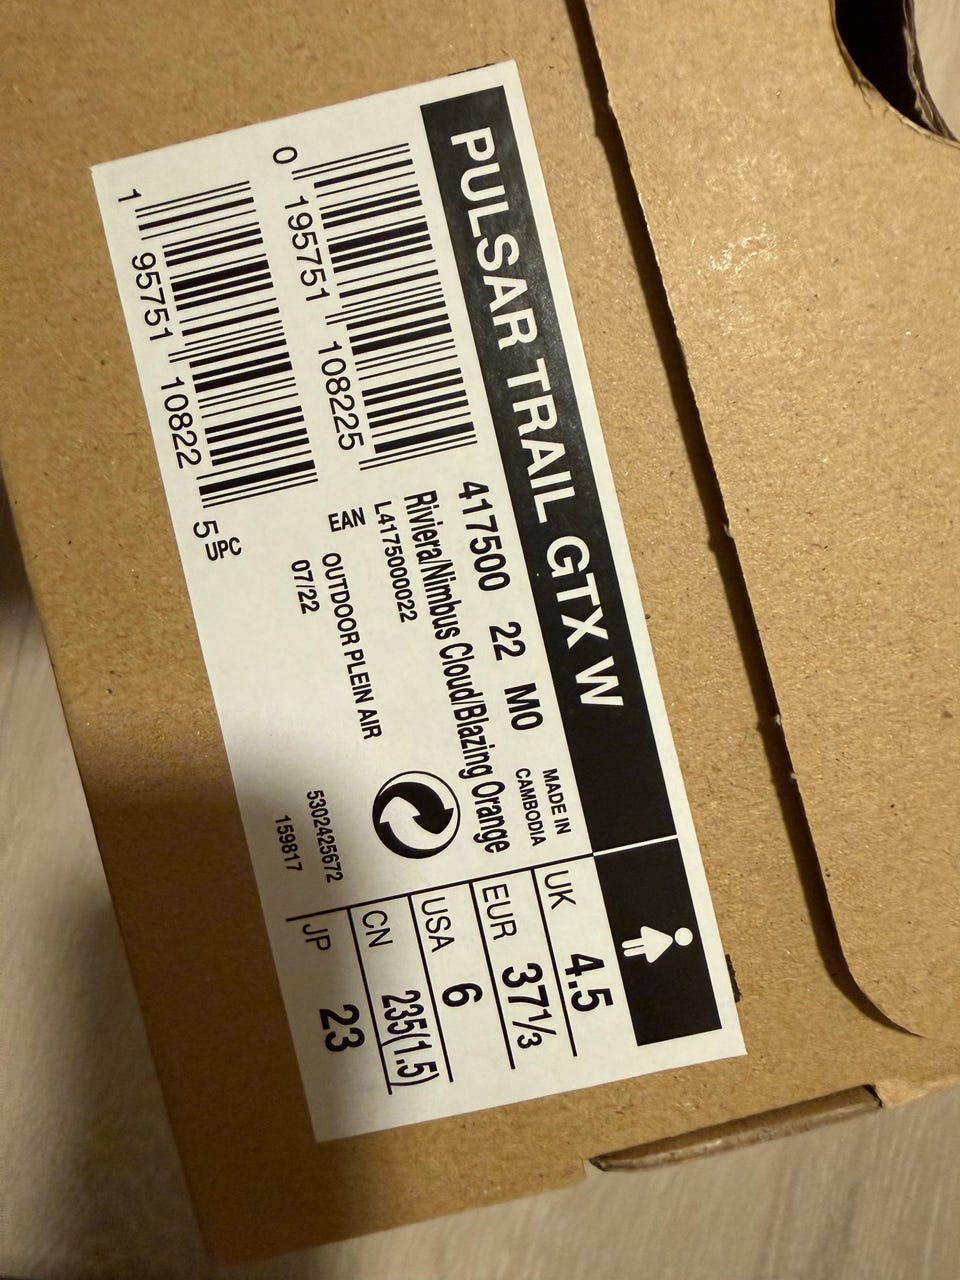 PULSAR TRAIL GTX W
417500 22 M0
MADE IN
CAMBODIA
Riviera/Nimbus Cloud/Blazing Orange
L4175000022
0 195751 108225
EAN
OUTDOOR PLEIN AIR
07/22
1 95751 10822 5
UPC
5302425672
159817
UK 4.5
EUR 37⅓
USA 6
CN 235(1.5)
JP 23